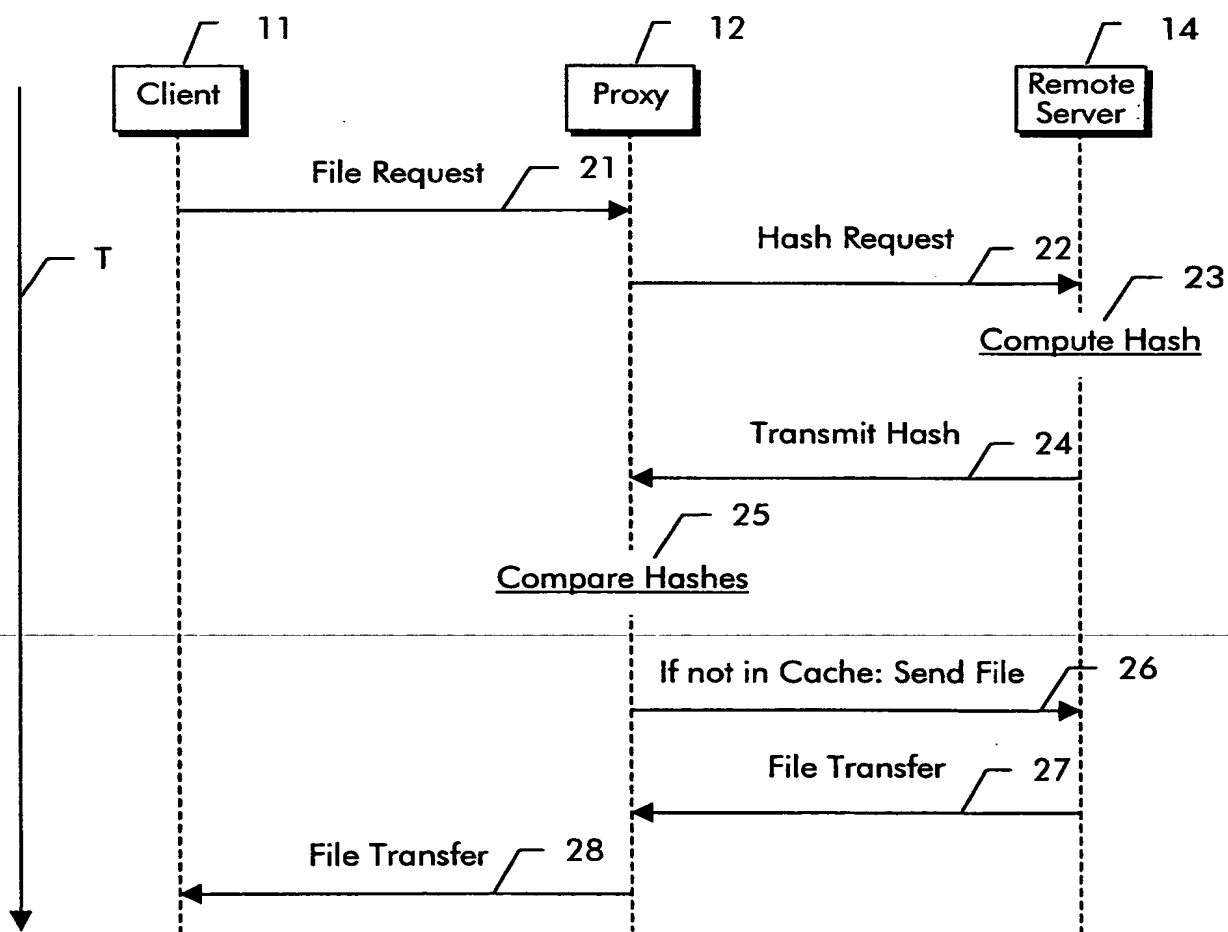 11
12
14
Client
Proxy
Remote
Server
File Request
21
Hash Request
22
T
23
Compute Hash
Transmit Hash
24
25
Compare Hashes
If not in Cache: Send File
26
File Transfer
27
File Transfer
28